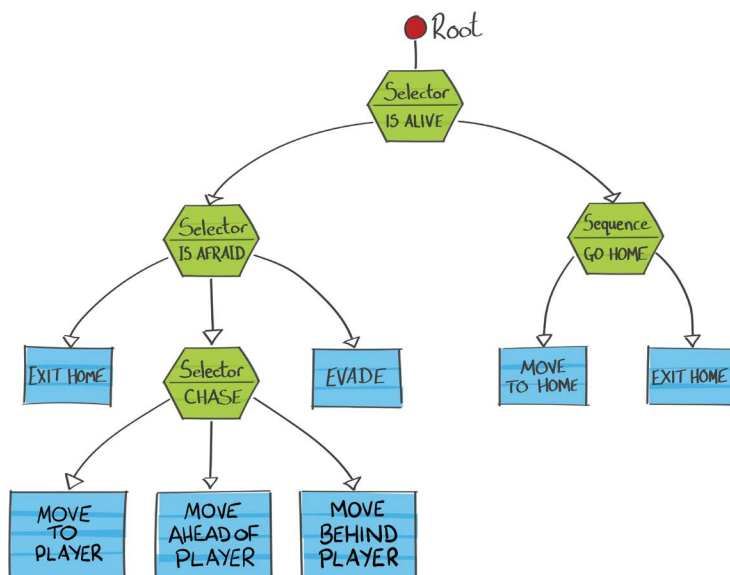 Root
Selector
IS ALIVE
Selector
IS AFRAID
Sequence
GO HOME
EXIT HOME
Selector
CHASE
EVADE
MOVE
TO HOME
EXIT HOME
MOVE
TO
PLAYER
MOVE
AHEAD OF
PLAYER
MOVE
BEHIND
PLAYER